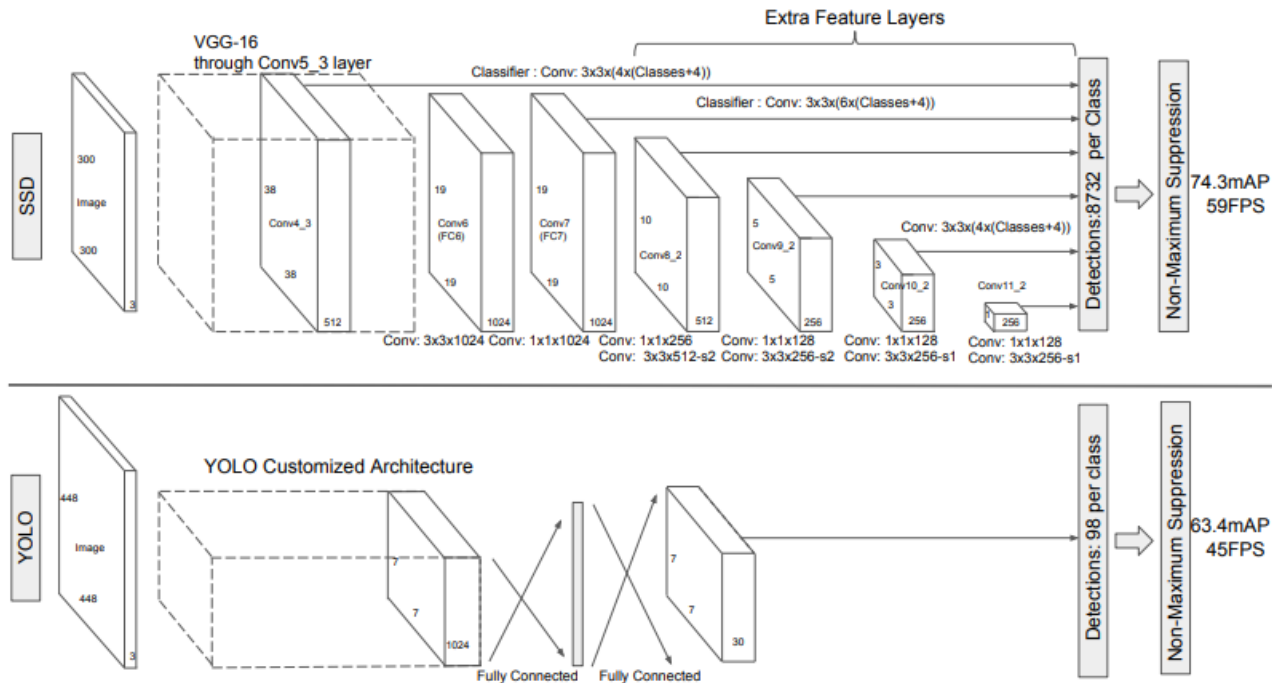 Extra Feature Layers
VGG-16
through Conv5_3 layer
Classifier : Conv: 3x3x(4x(Classes+4))
Classifier : Conv: 3x3x(6x(Classes+4))
SSD
300
Image
300
3
38
Conv4_3
38
512
19
Conv6
(FC6)
19
1024
19
Conv7
(FC7)
19
1024
10
Conv8_2
10
512
5
Conv9_2
5
256
Conv: 3x3x(4x(Classes+4))
3
Conv10_2
3
256
Conv11_2
1
256
Detections:8732 per Class
Non-Maximum Suppression
74.3mAP
59FPS
Conv: 3x3x1024
Conv: 1x1x1024
Conv: 1x1x256
Conv: 3x3x512-s2
Conv: 1x1x128
Conv: 3x3x256-s2
Conv: 1x1x128
Conv: 3x3x256-s1
Conv: 1x1x128
Conv: 3x3x256-s1
YOLO
448
Image
448
3
YOLO Customized Architecture
7
7
1024
Fully Connected
Fully Connected
7
7
30
Detections: 98 per class
Non-Maximum Suppression
63.4mAP
45FPS